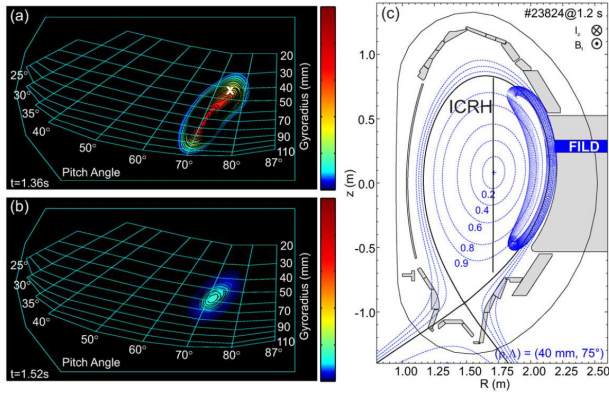 (a)
20
30
40
50
70
90
110
Gyroradius (mm)
25°
30°
35°
40°
50°
60°
70°
80°
87°
Pitch Angle
t=1.36s
(b)
20
30
40
50
70
90
110
Gyroradius (mm)
25°
30°
35°
40°
50°
60°
70°
80°
87°
Pitch Angle
t=1.52s
(c)
#23824@1.2 s
Bₜ
ICRH
FILD
0.2
0.4
0.6
0.8
0.9
z (m)
1.0
0.5
0.0
-0.5
-1.0
= (40 mm, 75°)
1.00 1.25 1.50 1.75 2.00 2.25 2.50
R (m)